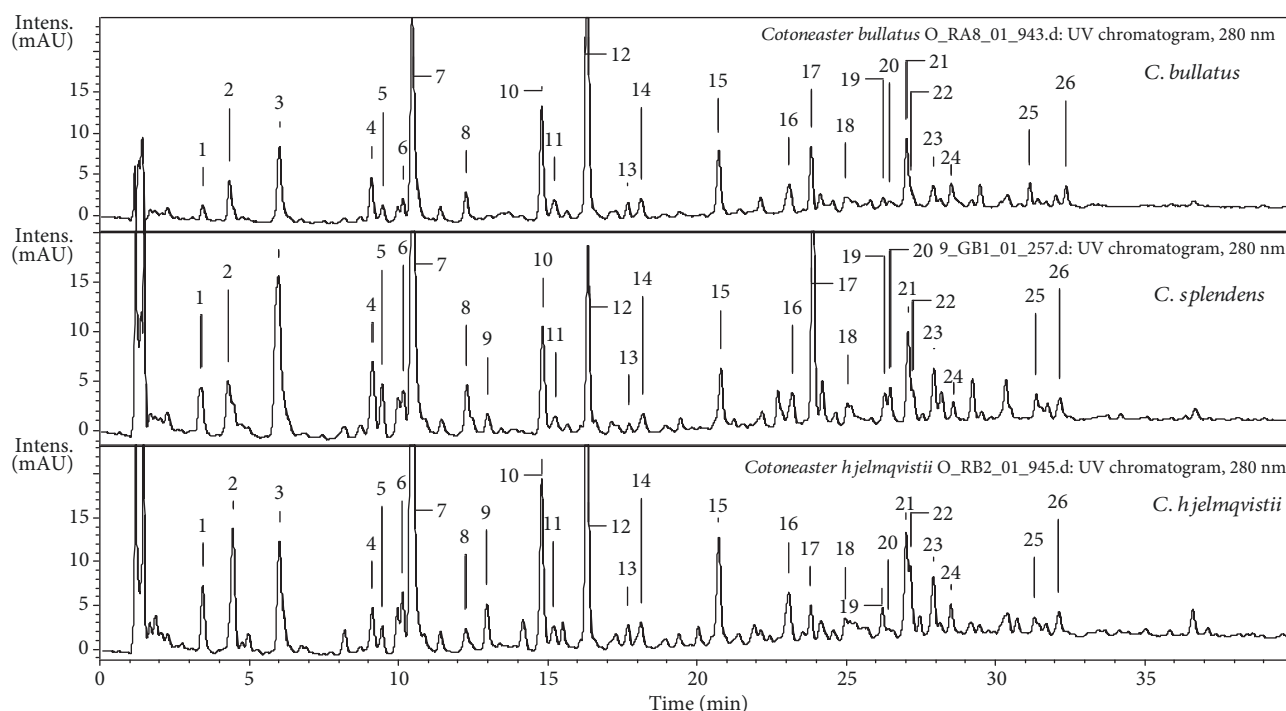 Intens.
(mAU)
Cotoneaster bullatus O_RA8_01_943.d: UV chromatogram, 280 nm
C. bullatus
15
10
5
0
1 2 3 4 5 6 7 8 10 11 12 13 14 15 16 17 18 19 20 21 22 23 24 25 26
Intens.
(mAU)
9_GB1_01_257.d: UV chromatogram, 280 nm
C. splendens
15
10
5
0
1 2 4 5 6 7 8 9 10 11 12 13 14 15 16 17 18 19 20 21 22 23 24 25 26
Intens.
(mAU)
Cotoneaster hjelmqvistii O_RB2_01_945.d: UV chromatogram, 280 nm
C. hjelmqvistii
20
15
10
5
0
1 2 3 4 5 6 7 8 9 10 11 12 13 14 15 16 17 18 19 20 21 22 23 24 25 26
0 5 10 15 20 25 30 35
Time (min)